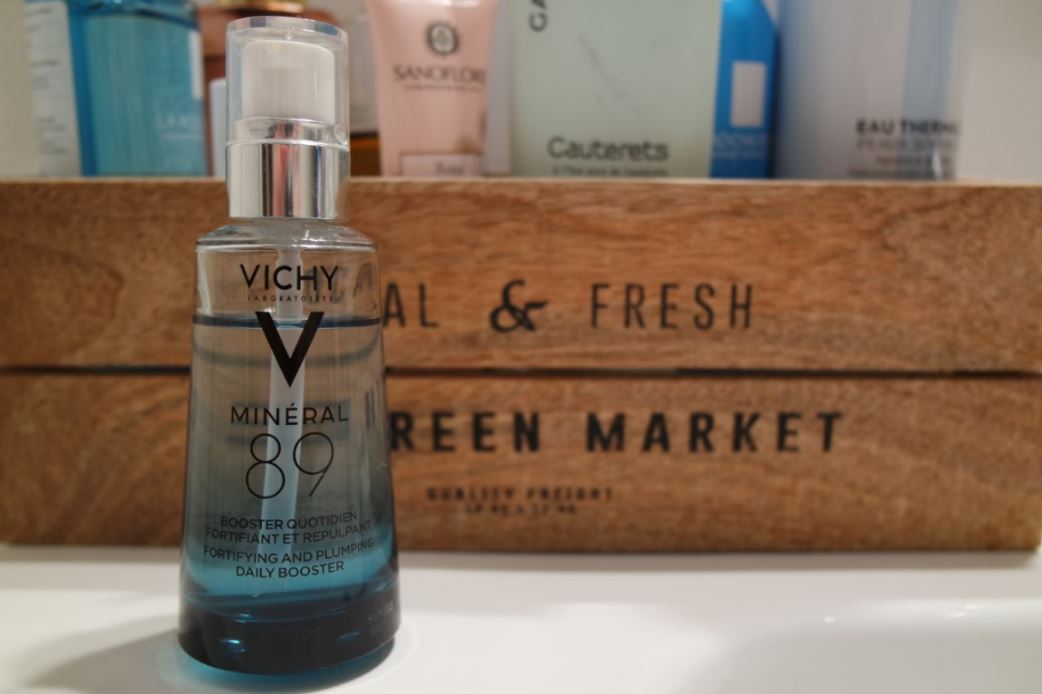 SANOFLORE
Cauterets
EAU THERM
VICHY
LABORATOIRES
V
MINÉRAL
89
BOOSTER QUOTIDIEN
FORTIFIANT ET REPULPANT
FORTIFYING AND PLUMPING
DAILY BOOSTER
AL & FRESH
REEN MARKET
QUALITY FREIGHT